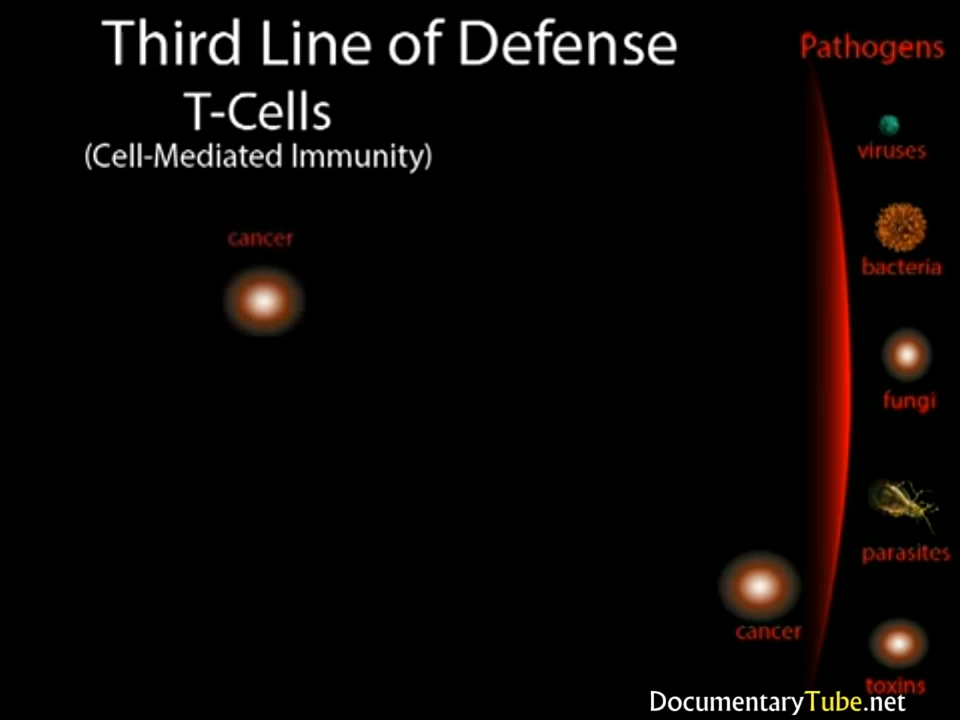 Third Line of Defense
T-Cells
(Cell-Mediated Immunity)
cancer
Pathogens
viruses
bacteria
fungi
parasites
cancer
toxins
DocumentaryTube.net